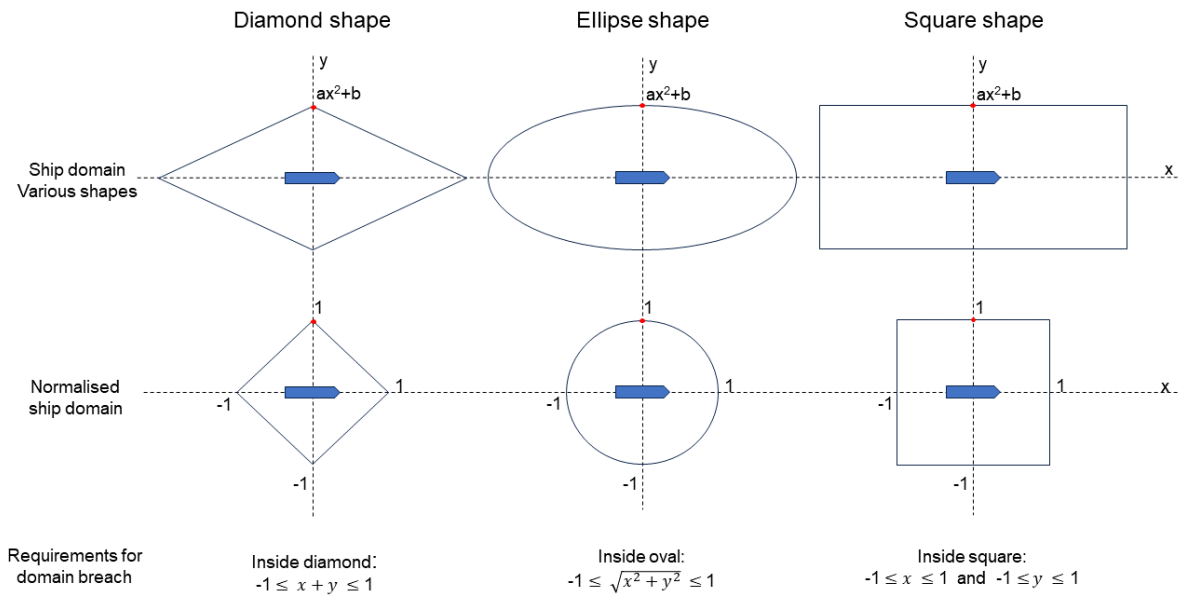 Diamond shape
Ellipse shape
Square shape
y
y
y
ax²+b
ax²+b
ax²+b
Ship domain
Various shapes
x
1
1
1
Normalised
ship domain
1
1
1
x
-1
-1
-1
-1
-1
-1
Requirements for
domain breach
Inside diamond:
-1 ≤ x + y ≤ 1
Inside oval:
-1 ≤ √(x² + y²) ≤ 1
Inside square:
-1 ≤ x ≤ 1 and -1 ≤ y ≤ 1